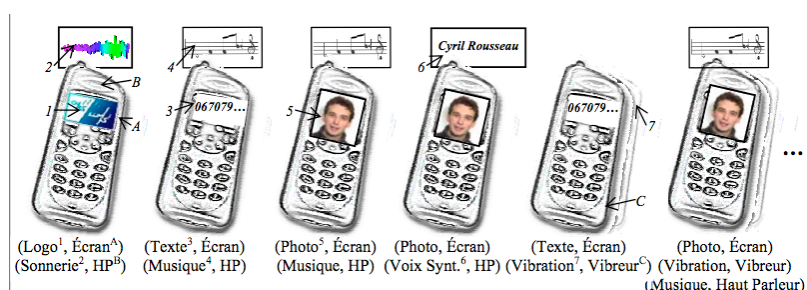 Cyril Rousseau
2 B 4 6
1 A 3 067079... 5 067079... 7
C
...
(Logo¹, Écranᴬ) (Texte³, Écran) (Photo⁵, Écran) (Photo, Écran) (Texte, Écran) (Photo, Écran)
(Sonnerie², HPᴮ) (Musique⁴, HP) (Musique, HP) (Voix Synt.⁶, HP) (Vibration⁷, Vibreurᶜ) (Vibration, Vibreur)
(Musique, Haut Parleur)